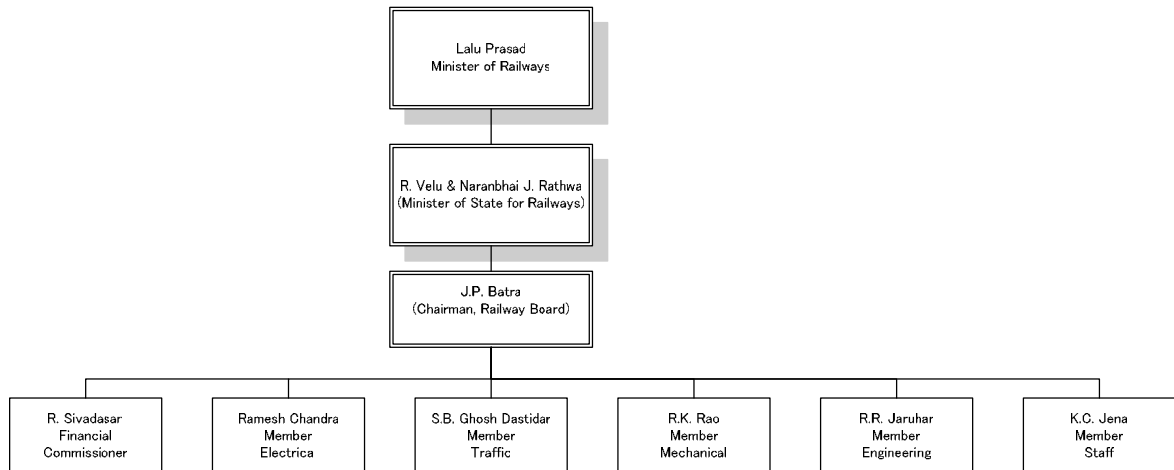 Lalu Prasad
Minister of Railways
R. Velu & Naranbhai J. Rathwa
(Minister of State for Railways)
J.P. Batra
(Chairman, Railway Board)
R. Sivadasar
Financial
Commissioner
Ramesh Chandra
Member
Electrica
S.B. Ghosh Dastidar
Member
Traffic
R.K. Rao
Member
Mechanical
R.R. Jaruhar
Member
Engineering
K.C. Jena
Member
Staff